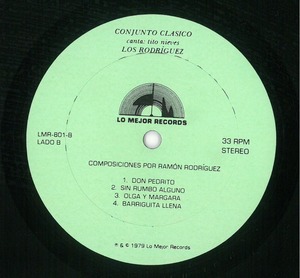 CONJUNTO CLASICO
canta: tito nieves
LOS RODRÍGUEZ
LO MEJOR RECORDS
LMR-801-B
LADO B
33 RPM
STEREO
COMPOSICIONES POR RAMÓN RODRÍGUEZ
1. DON PEDRITO
2. SIN RUMBO ALGUNO
3. OLGA Y MARGARA
4. BARRIGUITA LLENA
℗ & © 1979 Lo Mejor Records